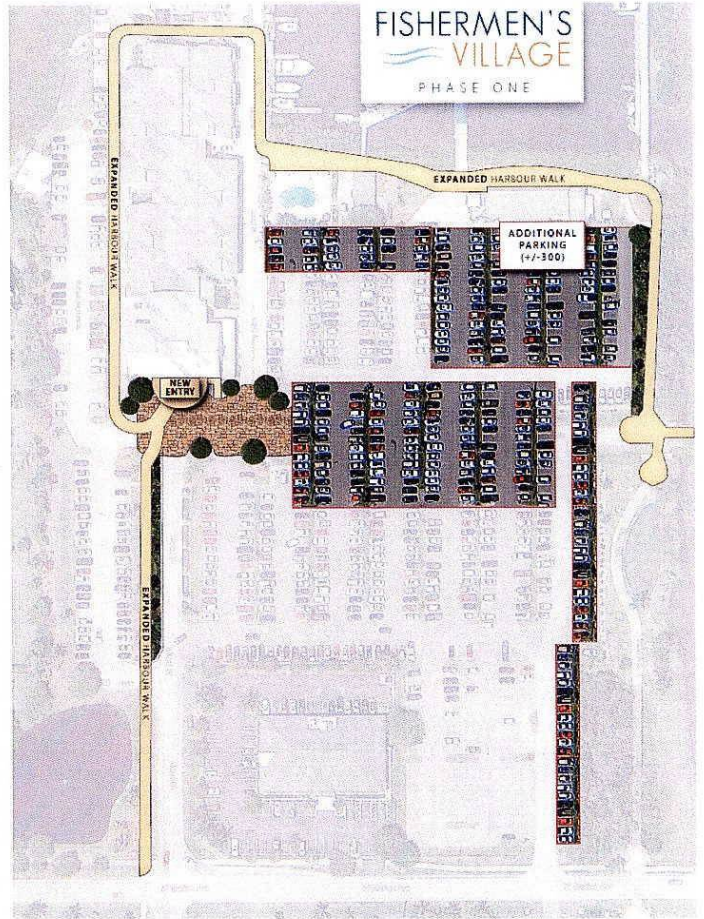 FISHERMEN'S
VILLAGE
PHASE ONE
EXPANDED HARBOUR WALK
EXPANDED HARBOUR WALK
ADDITIONAL
PARKING
(+/-300)
NEW
ENTRY
EXPANDED HARBOUR WALK